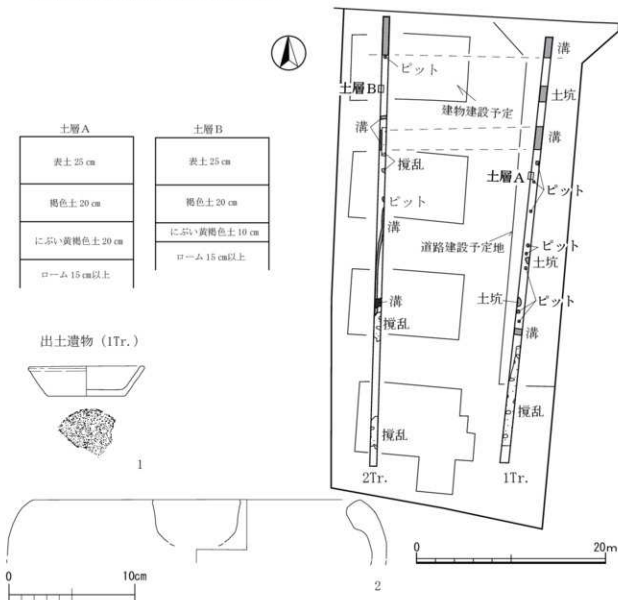 土層A
表土 25 cm
褐色土 20 cm
にぶい黄褐色土 20 cm
ローム 15 cm以上
土層B
表土 25 cm
褐色土 20 cm
にぶい黄褐色土 10 cm
ローム 15 cm以上
出土遺物（1Tr.）
1
2
0
10cm
ピット
土層B
溝
建物建設予定
撹乱
ピット
溝
道路建設予定地
溝
撹乱
撹乱
2Tr.
溝
土坑
溝
土層A
ピット
ピット
土坑
土坑
ピット
溝
撹乱
1Tr.
0
20m